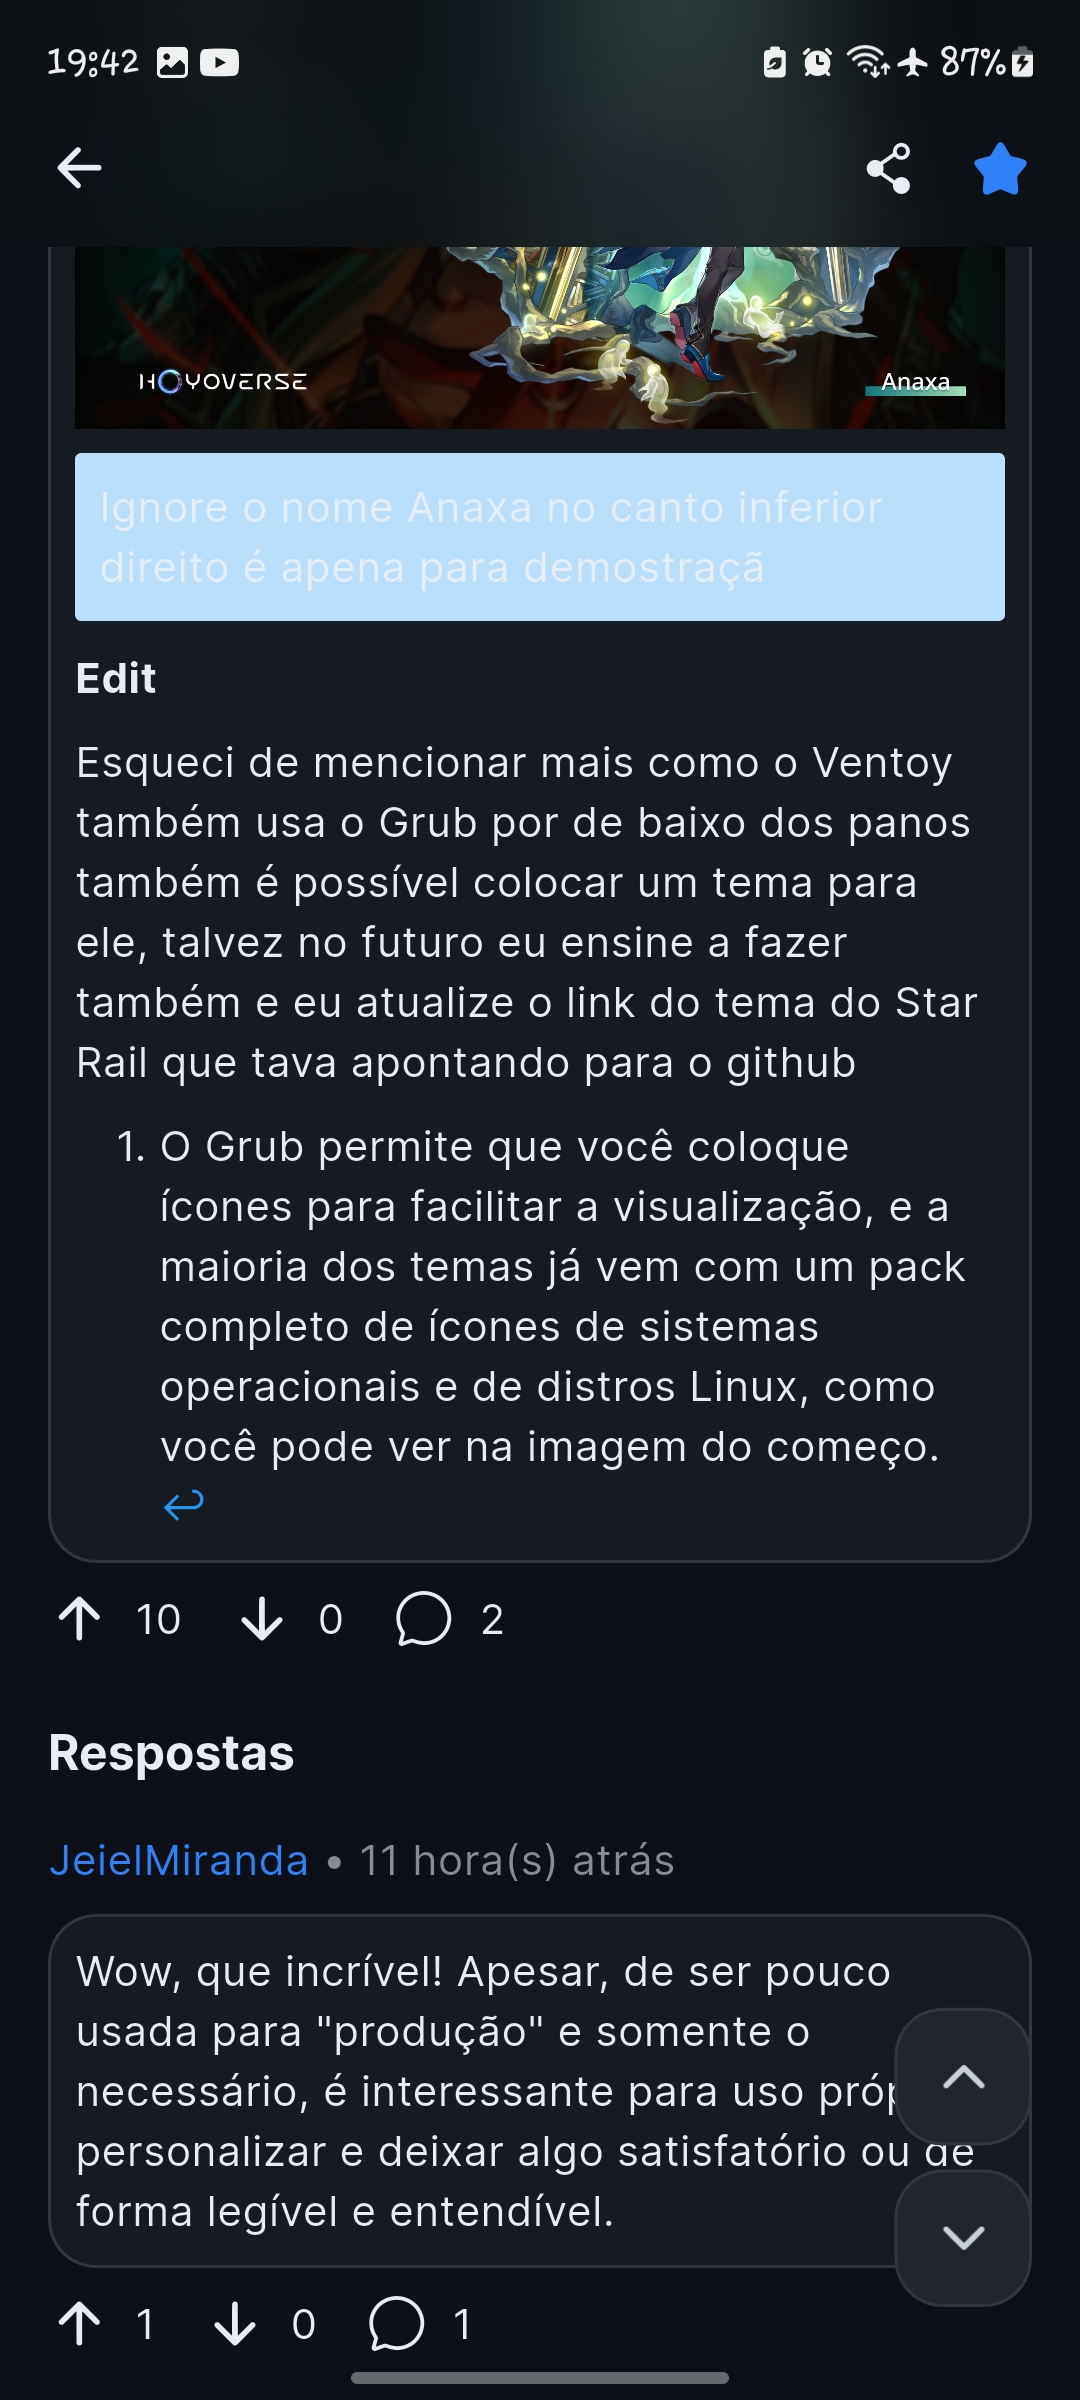 19:42
87%
HOYOVERSE
Anaxa
Ignore o nome Anaxa no canto inferior
direito é apena para demostraçã
Edit
Esqueci de mencionar mais como o Ventoy
também usa o Grub por de baixo dos panos
também é possível colocar um tema para
ele, talvez no futuro eu ensine a fazer
também e eu atualize o link do tema do Star
Rail que tava apontando para o github
1. O Grub permite que você coloque
ícones para facilitar a visualização, e a
maioria dos temas já vem com um pack
completo de ícones de sistemas
operacionais e de distros Linux, como
você pode ver na imagem do começo.
10 0 2
Respostas
JeielMiranda • 11 hora(s) atrás
Wow, que incrível! Apesar, de ser pouco
usada para "produção" e somente o
necessário, é interessante para uso
personalizar e deixar algo satisfatório ou de
forma legível e entendível.
1 0 1